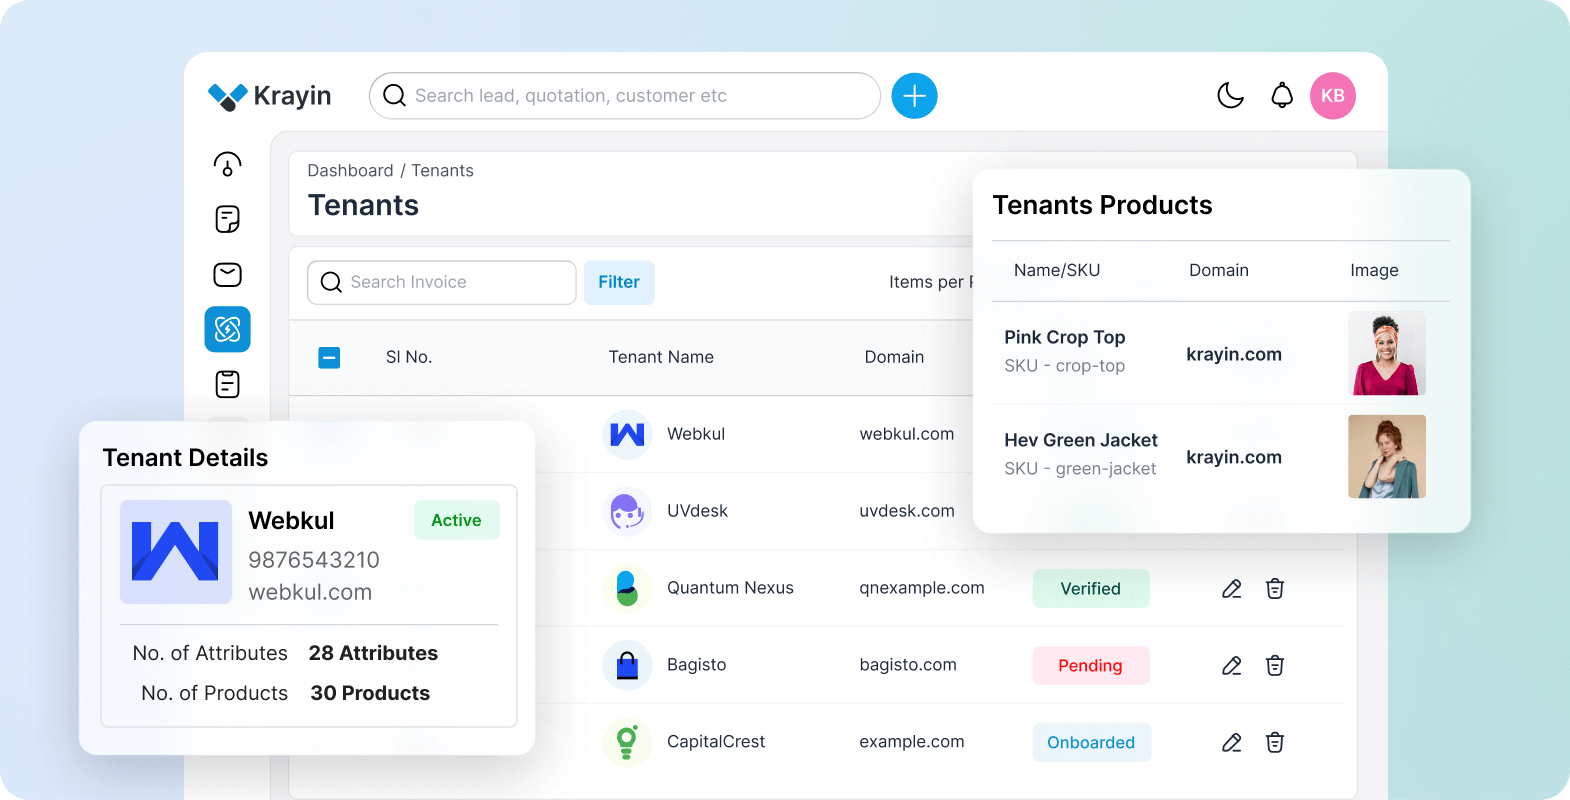 Krayin
Search lead, quotation, customer etc
KB
Dashboard / Tenants
Tenants
Search Invoice
Filter
Items per
Sl No.
Tenant Name
Domain
Webkul
webkul.com
UVdesk
uvdesk.com
Quantum Nexus
qnexample.com
Verified
Bagisto
bagisto.com
Pending
CapitalCrest
example.com
Onboarded
Tenants Products
Name/SKU
Domain
Image
Pink Crop Top
SKU - crop-top
krayin.com
Hev Green Jacket
SKU - green-jacket
krayin.com
Tenant Details
Webkul
Active
9876543210
webkul.com
No. of Attributes 28 Attributes
No. of Products 30 Products